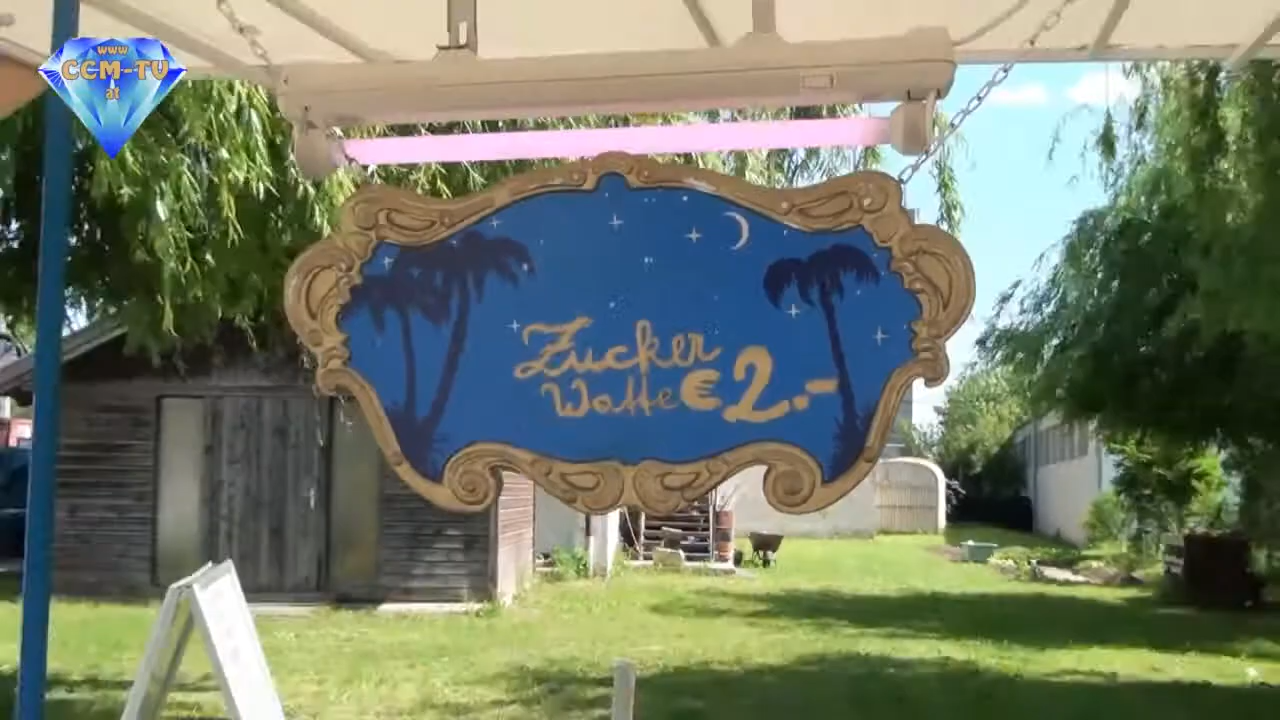 www
CCM-TV
at
Zucker
Watte € 2.-